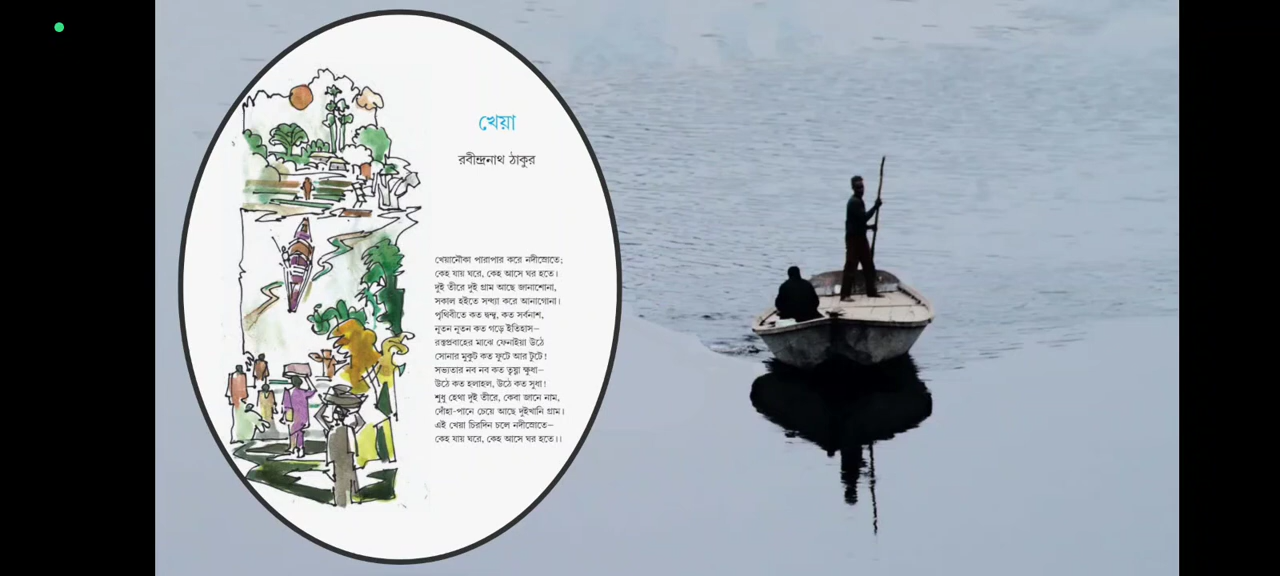 খেয়া
রবীন্দ্রনাথ ঠাকুর
খেয়ানৌকা পারাপার করে নদীস্রোতে;
কেহ যায় ঘরে, কেহ আসে ঘর হতে।
দুই তীরে দুই গ্রাম আছে জানাশোনা,
সকাল হইতে সন্ধ্যা করে আনাগোনা।
পৃথিবীতে কত দ্বন্দ্ব, কত সর্বনাশ,
নূতন নূতন কত গড়ে ইতিহাস—
রক্তপ্রবাহের মাঝে ফেনাইয়া উঠে
সোনার মুকুট কত ফুটে আর টুটে!
সভ্যতার নব নব কত তৃষ্ণা ক্ষুধা—
উঠে কত হলাহল, উঠে কত সুধা!
শুধু হেথা দুই তীরে, কেবা জানে নাম,
দোঁহা-পানে চেয়ে আছে দুইখানি গ্রাম।
এই খেয়া চিরদিন চলে নদীস্রোতে—
কেহ যায় ঘরে, কেহ আসে ঘর হতে।।